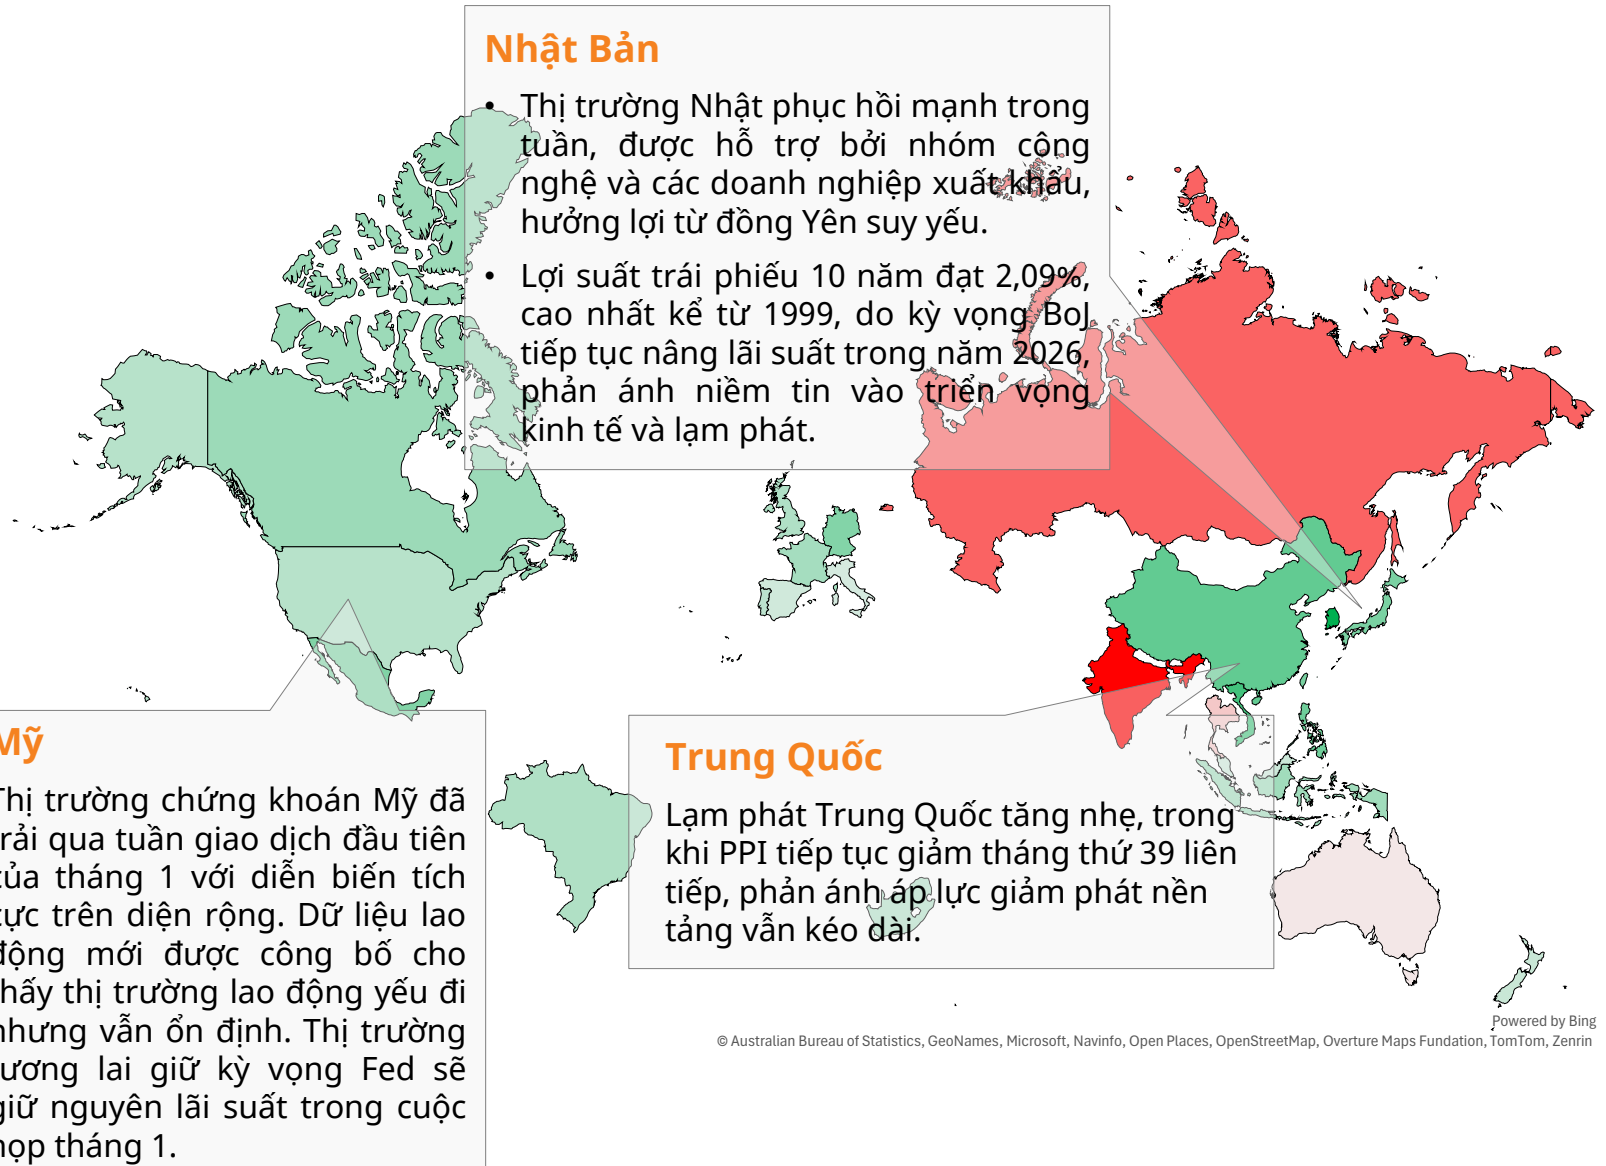 Nhật Bản
• Thị trường Nhật phục hồi mạnh trong
tuần, được hỗ trợ bởi nhóm công
nghệ và các doanh nghiệp xuất khẩu,
hưởng lợi từ đồng Yên suy yếu.
• Lợi suất trái phiếu 10 năm đạt 2,09%,
cao nhất kể từ 1999, do kỳ vọng BoJ
tiếp tục nâng lãi suất trong năm 2026,
phản ánh niềm tin vào triển vọng
kinh tế và lạm phát.
Mỹ
Thị trường chứng khoán Mỹ đã
trải qua tuần giao dịch đầu tiên
của tháng 1 với diễn biến tích
cực trên diện rộng. Dữ liệu lao
động mới được công bố cho
thấy thị trường lao động yếu đi
nhưng vẫn ổn định. Thị trường
tương lai giữ kỳ vọng Fed sẽ
giữ nguyên lãi suất trong cuộc
họp tháng 1.
Trung Quốc
Lạm phát Trung Quốc tăng nhẹ, trong
khi PPI tiếp tục giảm tháng thứ 39 liên
tiếp, phản ánh áp lực giảm phát nền
tảng vẫn kéo dài.
Powered by Bing
© Australian Bureau of Statistics, GeoNames, Microsoft, Navinfo, Open Places, OpenStreetMap, Overture Maps Fundation, TomTom, Zenrin